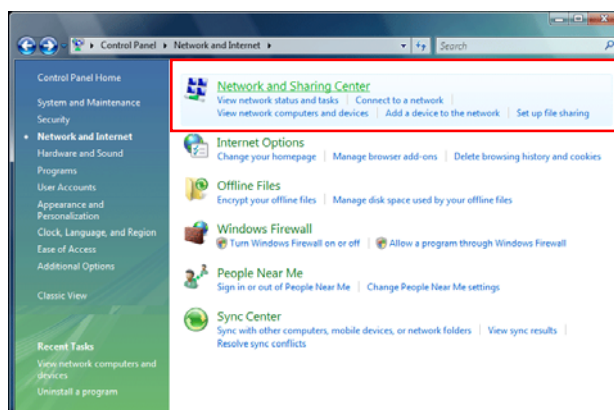 Control Panel ▸ Network and Internet ▸
Search
Control Panel Home
System and Maintenance
Security
Network and Internet
Hardware and Sound
Programs
User Accounts
Appearance and
Personalization
Clock, Language, and Region
Ease of Access
Additional Options
Classic View
Recent Tasks
View network computers and
devices
Uninstall a program
Network and Sharing Center
View network status and tasks | Connect to a network |
View network computers and devices | Add a device to the network | Set up file sharing
Internet Options
Change your homepage | Manage browser add-ons | Delete browsing history and cookies
Offline Files
Encrypt your offline files | Manage disk space used by your offline files
Windows Firewall
Turn Windows Firewall on or off | Allow a program through Windows Firewall
People Near Me
Sign in or out of People Near Me | Change People Near Me settings
Sync Center
Sync with other computers, mobile devices, or network folders | View sync results |
Resolve sync conflicts